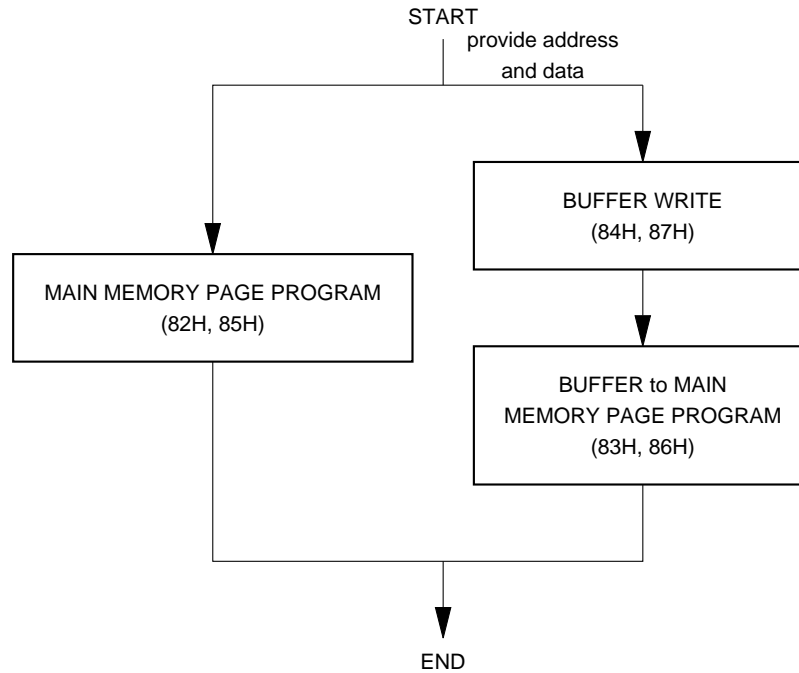 START
provide address
and data
BUFFER WRITE
(84H, 87H)
MAIN MEMORY PAGE PROGRAM
(82H, 85H)
BUFFER to MAIN
MEMORY PAGE PROGRAM
(83H, 86H)
END